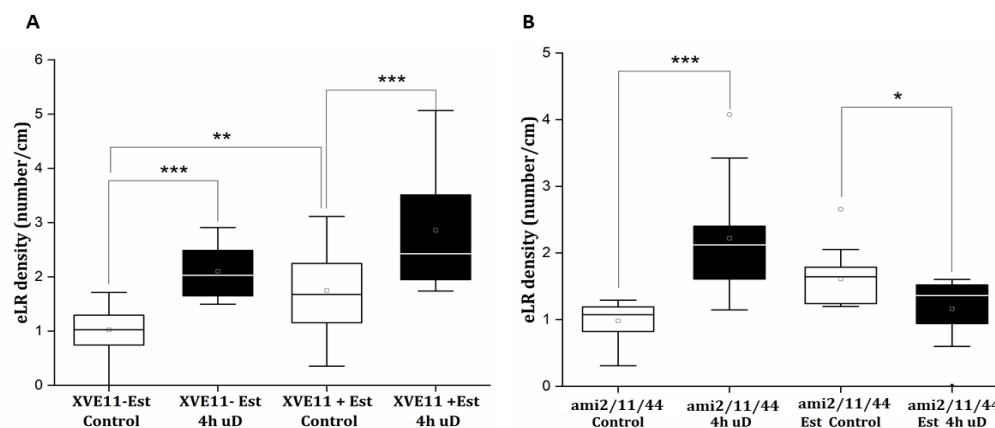 A
B
eLR density (number/cm)
6
5
4
3
2
1
0
***
**
***
XVE11-Est
Control
XVE11- Est
4h uD
XVE11 + Est
Control
XVE11 +Est
4h uD
eLR density (number/cm)
5
4
3
2
1
0
***
*
ami2/11/44
Control
ami2/11/44
4h uD
ami2/11/44
Est Control
ami2/11/44
Est 4h uD